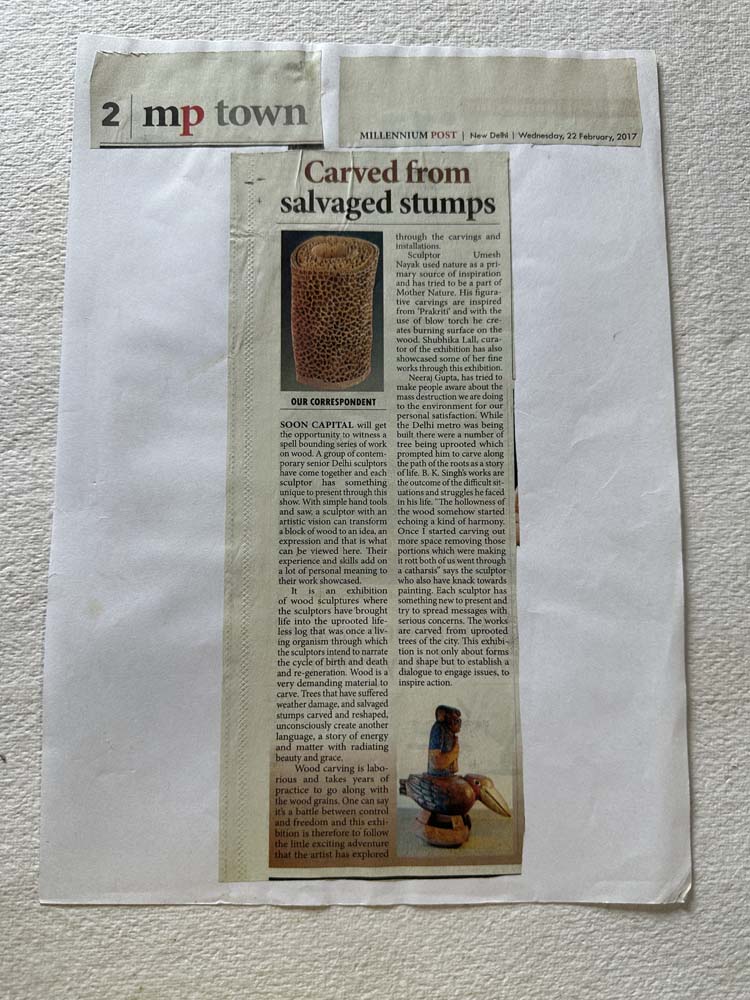 2 | mp town
MILLENNIUM POST | New Delhi | Wednesday, 22 February, 2017
Carved from
salvaged stumps
OUR CORRESPONDENT
SOON CAPITAL will get
the opportunity to witness a
spell bounding series of work
on wood. A group of contem-
porary senior Delhi sculptors
have come together and each
sculptor has something
unique to present through this
show. With simple hand tools
and saw, a sculptor with an
artistic vision can transform
a block of wood to an idea, an
expression and that is what
can be viewed here. Their
experience and skills add on
a lot of personal meaning to
their work showcased.
It is an exhibition
of wood sculptures where
the sculptors have brought
life into the uprooted life-
less log that was once a liv-
ing organism through which
the sculptors intend to narrate
the cycle of birth and death
and re-generation. Wood is a
very demanding material to
carve. Trees that have suffered
weather damage, and salvaged
stumps carved and reshaped,
unconsciously create another
language, a story of energy
and matter with radiating
beauty and grace.
Wood carving is labo-
rious and takes years of
practice to go along with
the wood grains. One can say
it's a battle between control
and freedom and this exhi-
bition is therefore to follow
the little exciting adventure
that the artist has explored
through the carvings and
installations.
Sculptor Umesh
Nayak used nature as a pri-
mary source of inspiration
and has tried to be a part of
Mother Nature. His figura-
tive carvings are inspired
from 'Prakriti' and with the
use of blow torch he cre-
ates burning surface on the
wood. Shubhika Lall, cura-
tor of the exhibition has also
showcased some of her fine
works through this exhibition.
Neeraj Gupta, has tried to
make people aware about the
mass destruction we are doing
to the environment for our
personal satisfaction. While
the Delhi metro was being
built there were a number of
tree being uprooted which
prompted him to carve along
the path of the roots as a story
of life. B. K. Singh's works are
the outcome of the difficult sit-
uations and struggles he faced
in his life. "The hollowness of
the wood somehow started
echoing a kind of harmony.
Once I started carving out
more space removing those
portions which were making
it rott both of us went through
a catharsis" says the sculptor
who also have knack towards
painting. Each sculptor has
something new to present and
try to spread messages with
serious concerns. The works
are carved from uprooted
trees of the city. This exhibi-
tion is not only about forms
and shape but to establish a
dialogue to engage issues, to
inspire action.